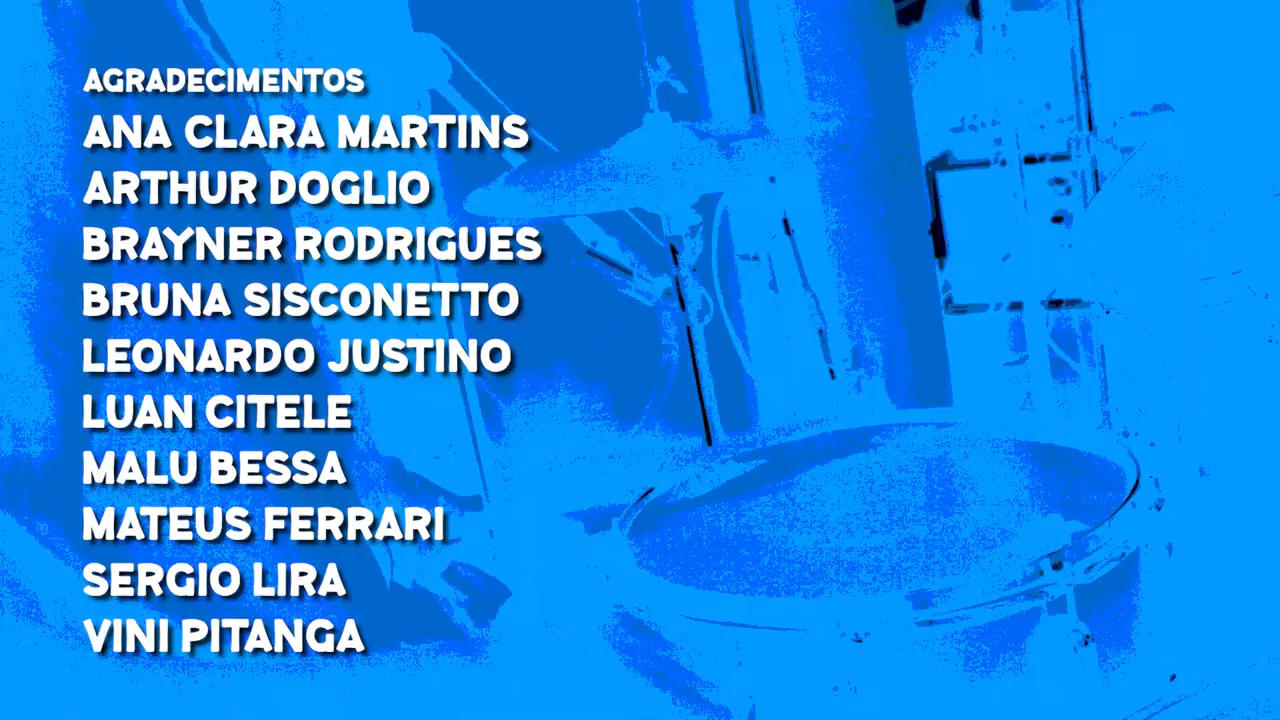 AGRADECIMENTOS
ANA CLARA MARTINS
ARTHUR DOGLIO
BRAYNER RODRIGUES
BRUNA SISCONETTO
LEONARDO JUSTINO
LUAN CITELE
MALU BESSA
MATEUS FERRARI
SERGIO LIRA
VINI PITANGA